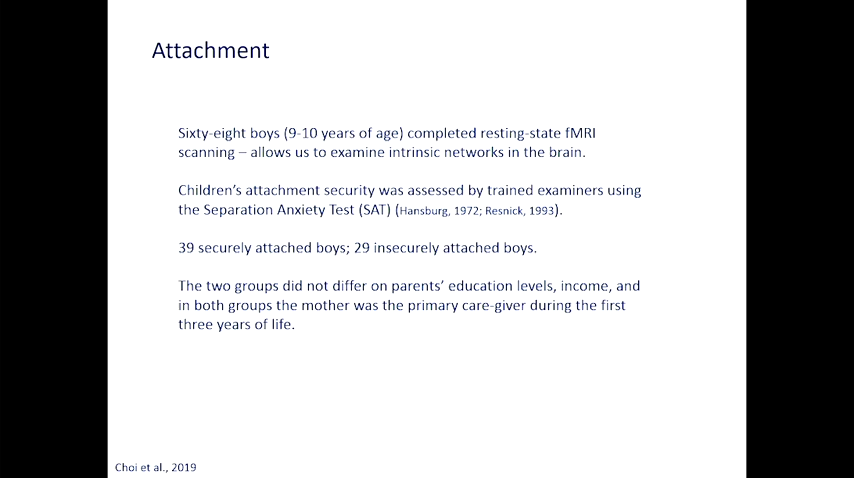 Attachment
Sixty-eight boys (9-10 years of age) completed resting-state fMRI
scanning – allows us to examine intrinsic networks in the brain.
Children's attachment security was assessed by trained examiners using
the Separation Anxiety Test (SAT) (Hansburg, 1972; Resnick, 1993).
39 securely attached boys; 29 insecurely attached boys.
The two groups did not differ on parents' education levels, income, and
in both groups the mother was the primary care-giver during the first
three years of life.
Choi et al., 2019